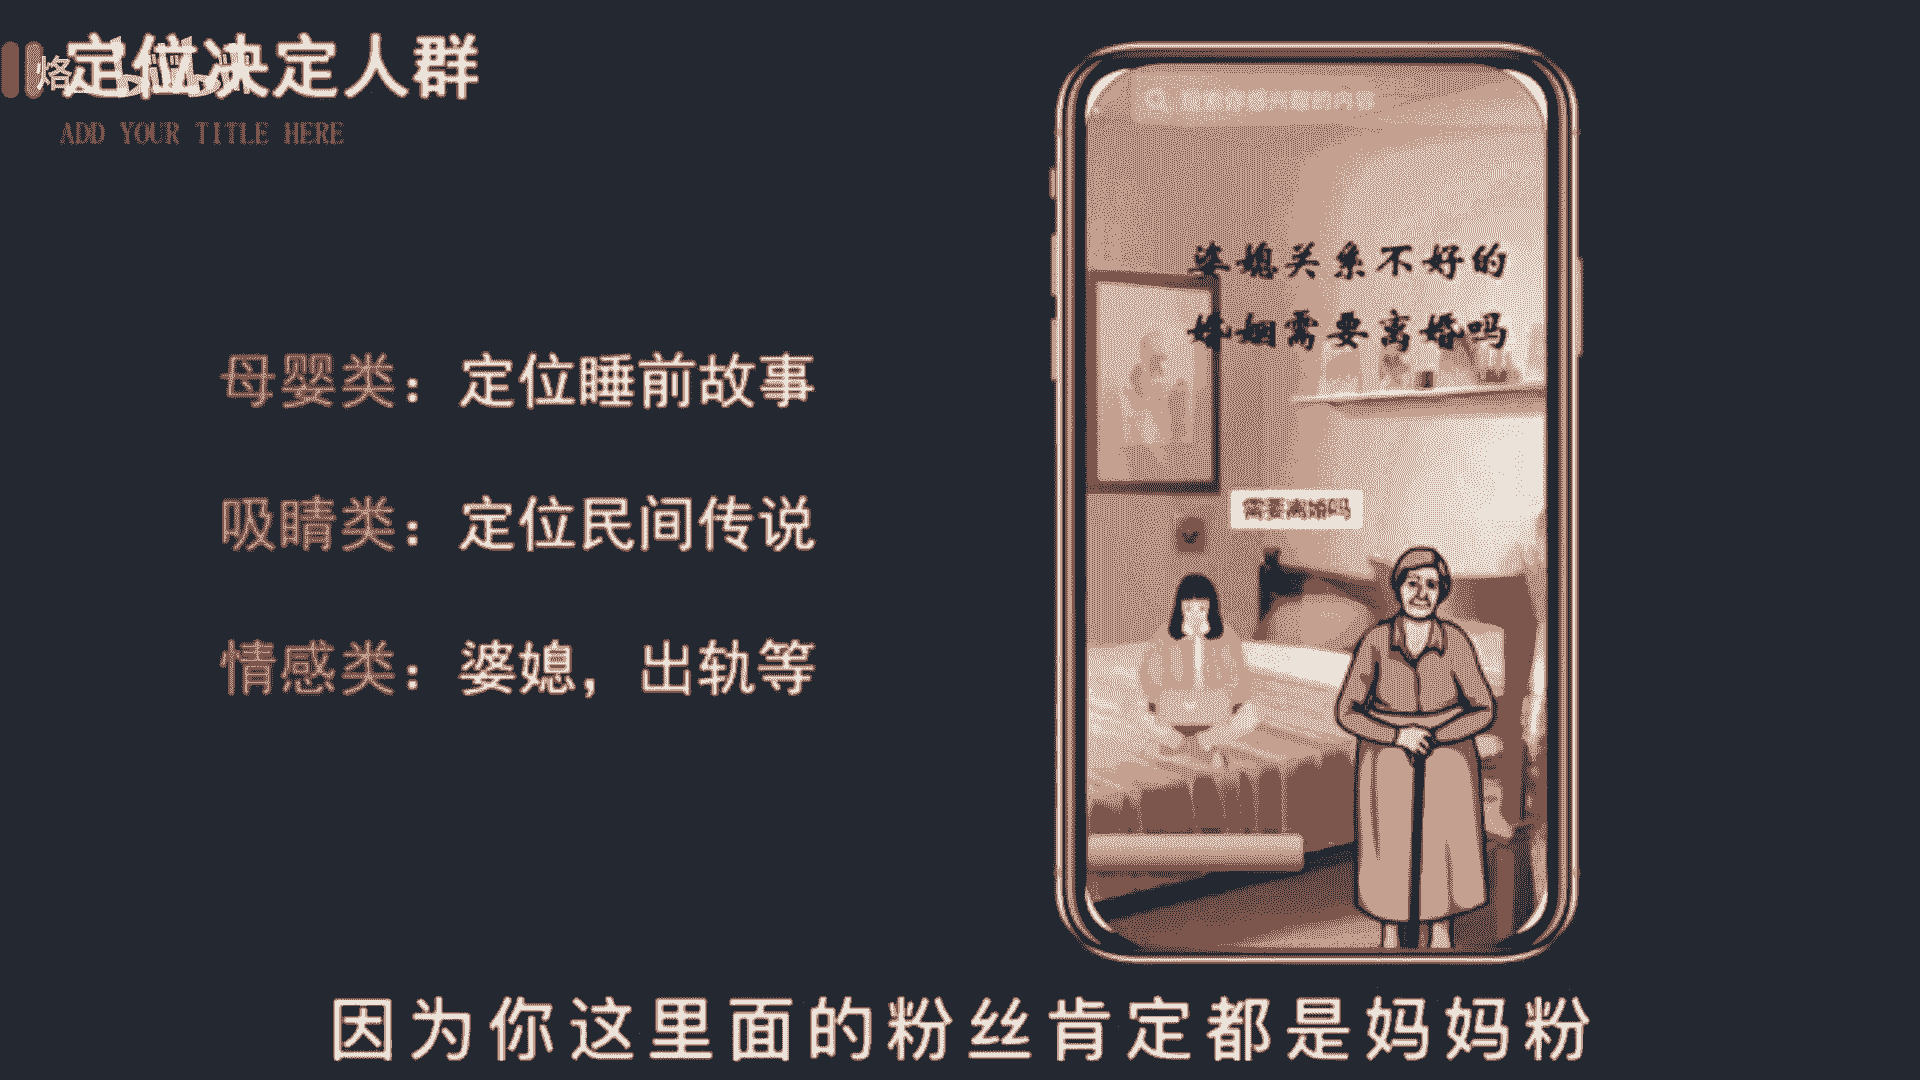 定位决定人群
ADD YOUR TITLE HERE
母婴类：定位睡前故事
吸睛类：定位民间传说
情感类：婆媳，出轨等
婆媳关系不好的
婚姻需要离婚吗
需要离婚吗
因为你这里面的粉丝肯定都是妈妈粉